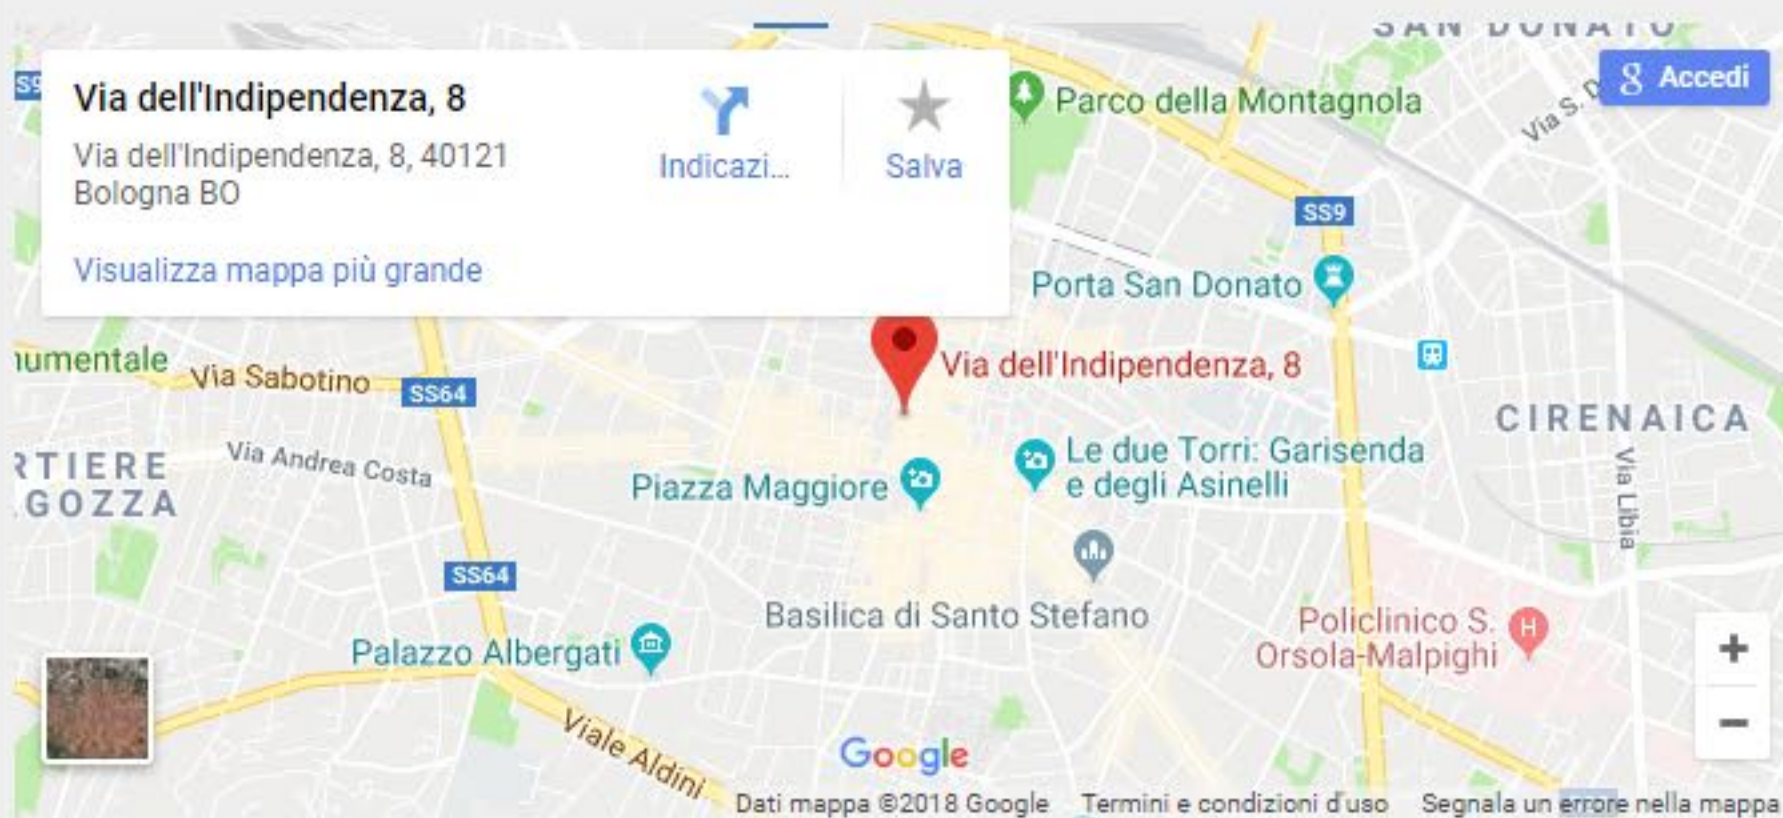 SAN DONATO
S9
Via dell'Indipendenza, 8
Via dell'Indipendenza, 8, 40121
Bologna BO
Indicazi...
Salva
Visualizza mappa più grande
Parco della Montagnola
Via S. D
g Accedi
SS9
Porta San Donato
numentale
Via Sabotino
SS64
Via dell'Indipendenza, 8
CIRENAICA
RTIERE
GOZZA
Via Andrea Costa
Piazza Maggiore
Le due Torri: Garisenda
e degli Asinelli
Via Libia
SS64
Basilica di Santo Stefano
Policlinico S.
Orsola-Malpighi
H
Palazzo Albergati
Viale Aldini
Google
+
−
Dati mappa ©2018 Google
Termini e condizioni d'uso
Segnala un errore nella mappa